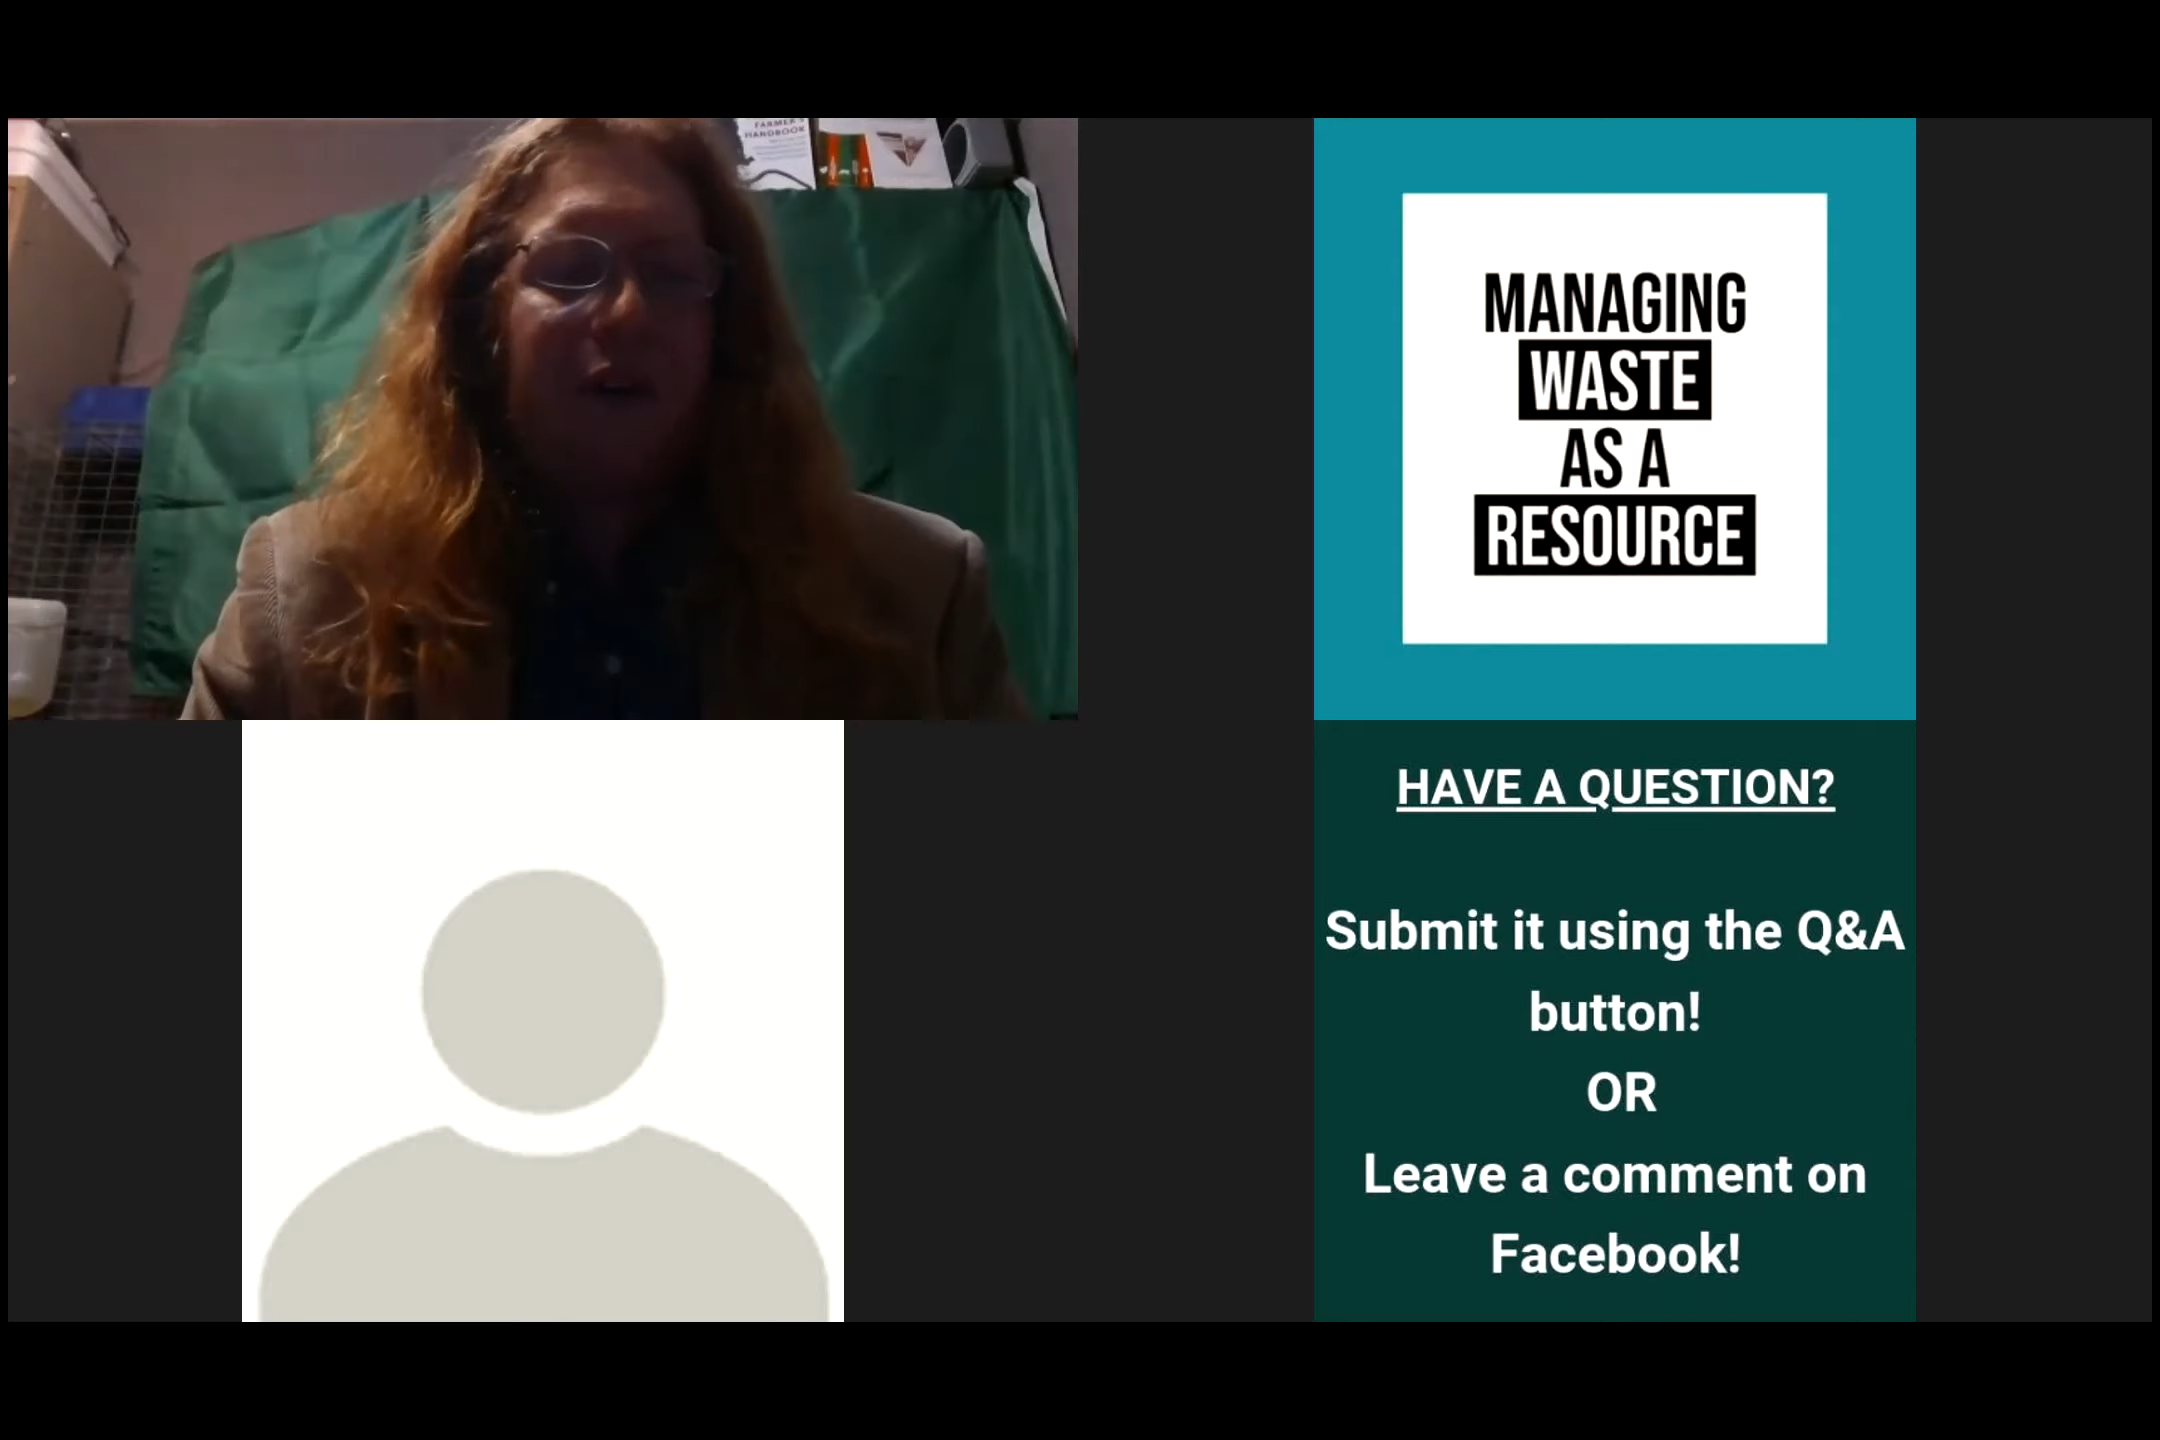 FARMER'S
HANDBOOK
MANAGING
WASTE
AS A
RESOURCE
HAVE A QUESTION?
Submit it using the Q&A
button!
OR
Leave a comment on
Facebook!